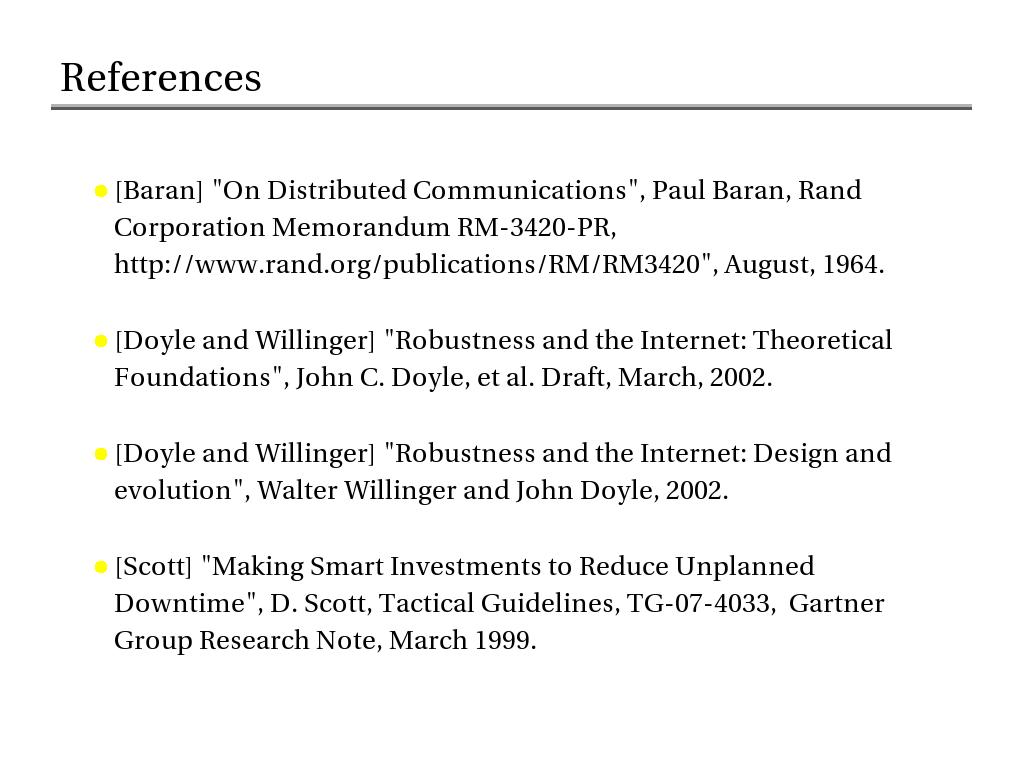 References
[Baran] "On Distributed Communications", Paul Baran, Rand
Corporation Memorandum RM-3420-PR,
http://www.rand.org/publications/RM/RM3420", August, 1964.
[Doyle and Willinger] "Robustness and the Internet: Theoretical
Foundations", John C. Doyle, et al. Draft, March, 2002.
[Doyle and Willinger] "Robustness and the Internet: Design and
evolution", Walter Willinger and John Doyle, 2002.
[Scott] "Making Smart Investments to Reduce Unplanned
Downtime", D. Scott, Tactical Guidelines, TG-07-4033,  Gartner
Group Research Note, March 1999.